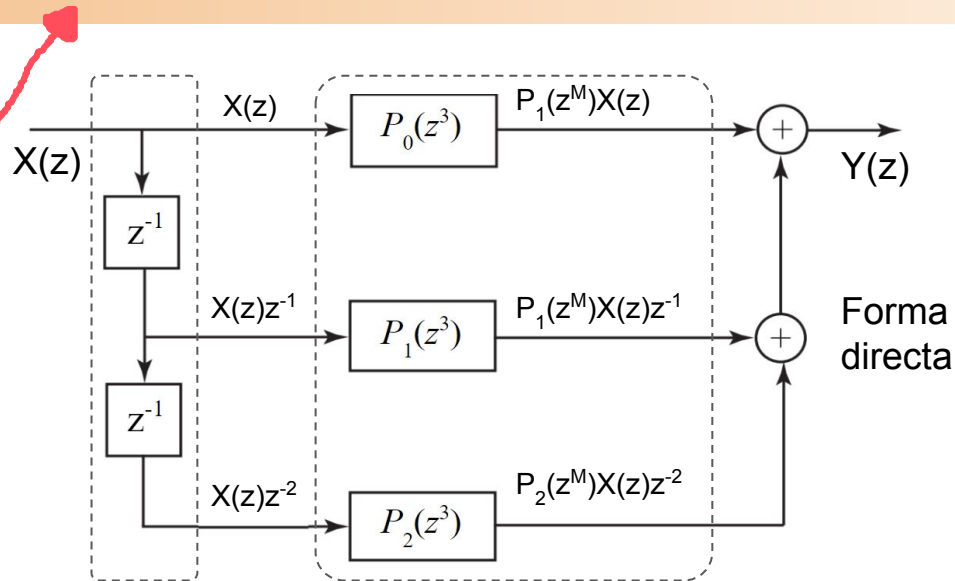 X(z)
P₀(z³)
P₁(zᴹ)X(z)
+
X(z)
Y(z)
z⁻¹
X(z)z⁻¹
P₁(z³)
P₁(zᴹ)X(z)z⁻¹
+
Forma
directa
z⁻¹
X(z)z⁻²
P₂(z³)
P₂(zᴹ)X(z)z⁻²